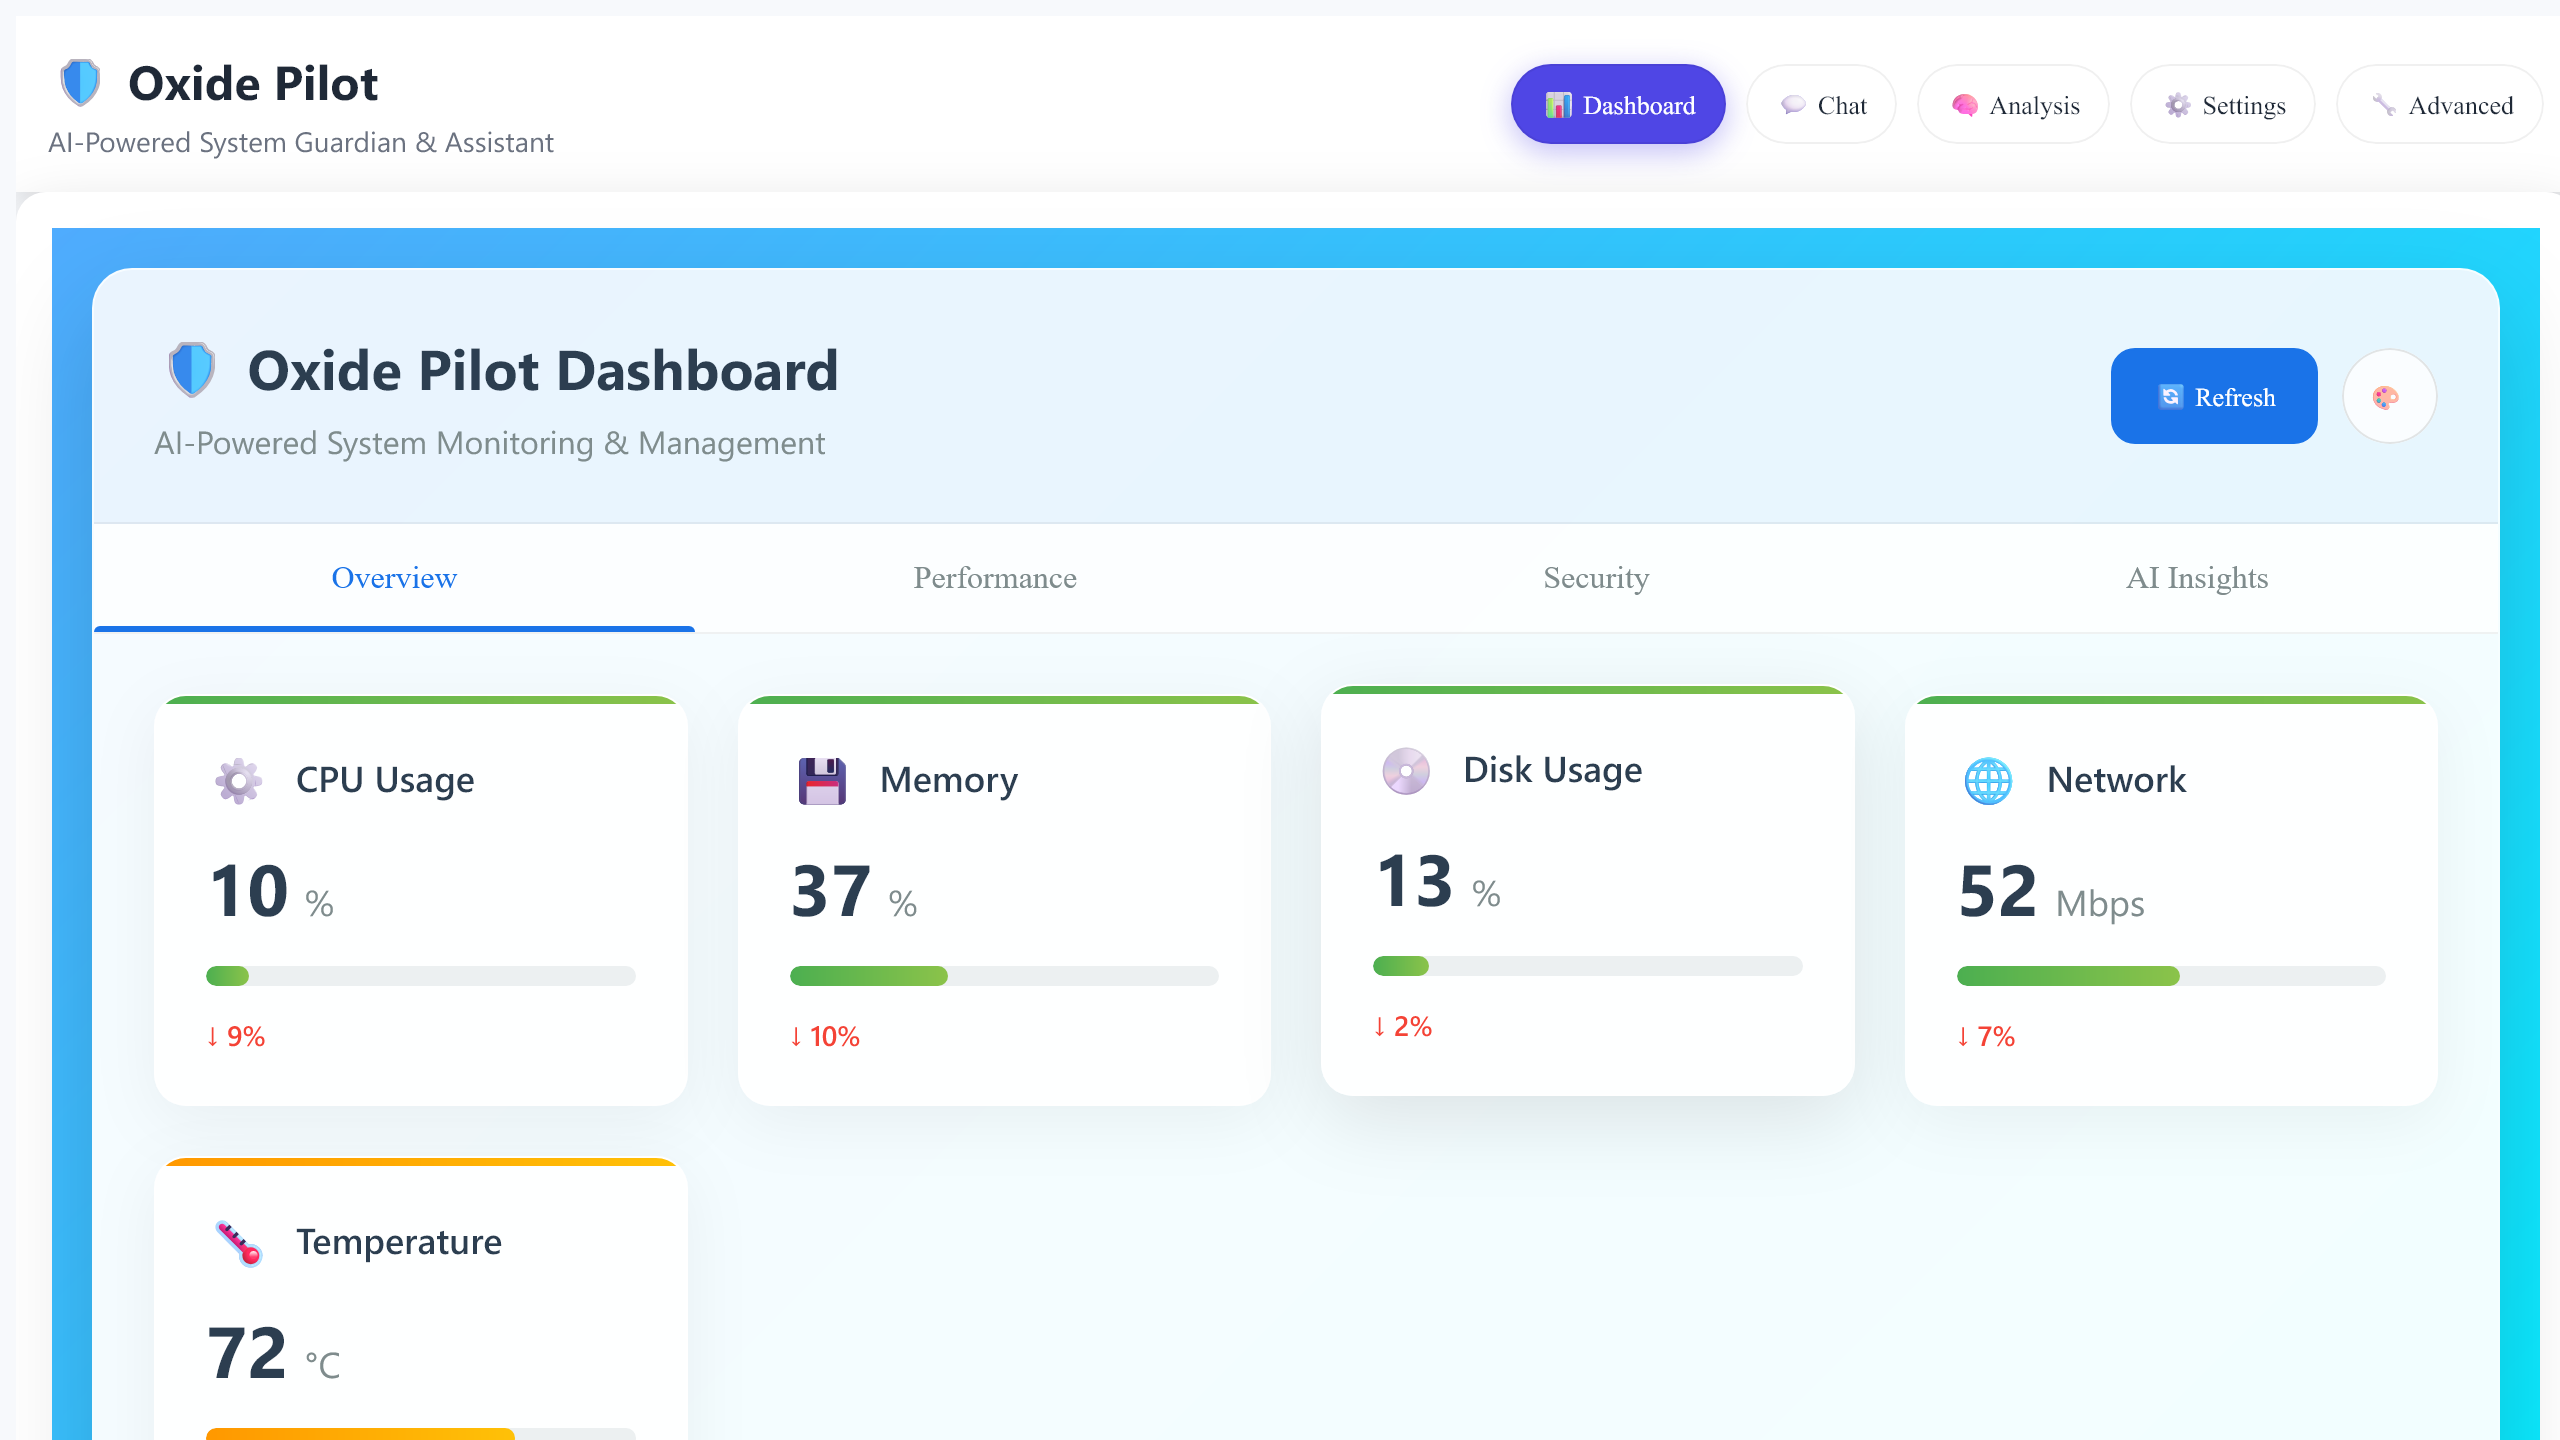 Oxide Pilot
AI-Powered System Guardian & Assistant
Dashboard
Chat
Analysis
Settings
Advanced
Oxide Pilot Dashboard
AI-Powered System Monitoring & Management
Refresh
Overview
Performance
Security
AI Insights
CPU Usage
10 %
↓ 9%
Memory
37 %
↓ 10%
Disk Usage
13 %
↓ 2%
Network
52 Mbps
↓ 7%
Temperature
72 °C